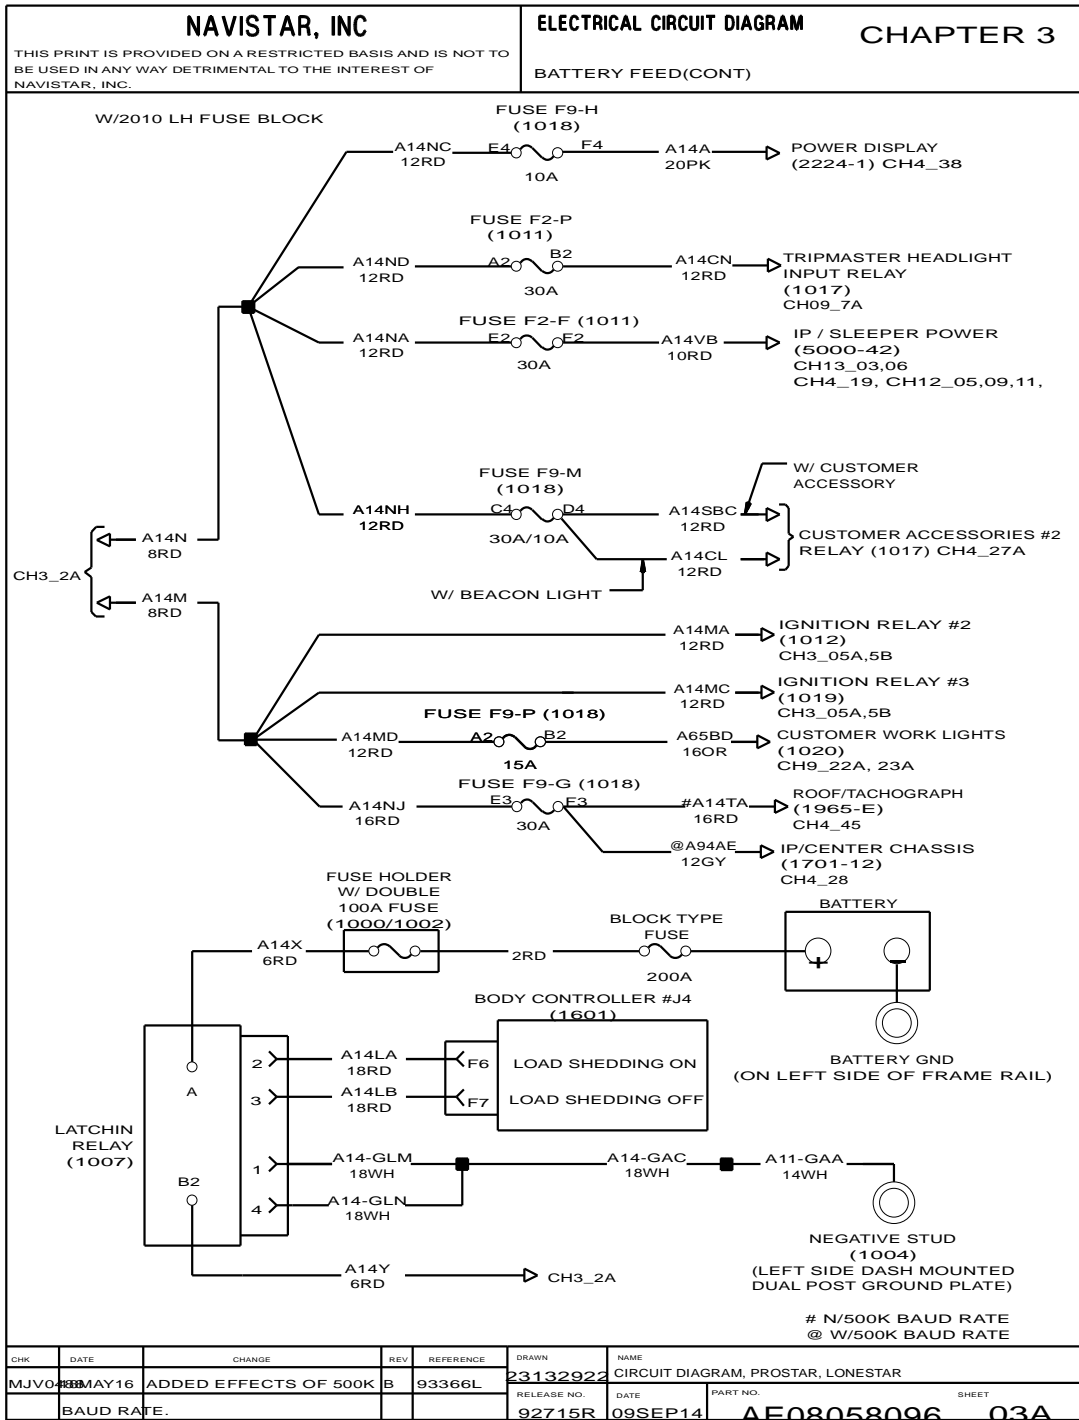 NAVISTAR, INC
THIS PRINT IS PROVIDED ON A RESTRICTED BASIS AND IS NOT TO
BE USED IN ANY WAY DETRIMENTAL TO THE INTEREST OF
NAVISTAR, INC.
ELECTRICAL CIRCUIT DIAGRAM
CHAPTER 3
BATTERY FEED(CONT)
W/2010 LH FUSE BLOCK
FUSE F9-H
(1018)
A14NC
12RD
E4
F4
10A
A14A
20PK
POWER DISPLAY
(2224-1) CH4_38
FUSE F2-P
(1011)
A14ND
12RD
A2
B2
30A
A14CN
12RD
TRIPMASTER HEADLIGHT
INPUT RELAY
(1017)
CH09_7A
FUSE F2-F (1011)
A14NA
12RD
E2
F2
30A
A14VB
10RD
IP / SLEEPER POWER
(5000-42)
CH13_03,06
CH4_19, CH12_05,09,11,
FUSE F9-M
(1018)
A14NH
12RD
C4
D4
30A/10A
A14SBC
12RD
W/ CUSTOMER
ACCESSORY
A14CL
12RD
CUSTOMER ACCESSORIES #2
RELAY (1017) CH4_27A
W/ BEACON LIGHT
CH3_2A
A14N
8RD
A14M
8RD
A14MA
12RD
IGNITION RELAY #2
(1012)
CH3_05A,5B
A14MC
12RD
IGNITION RELAY #3
(1019)
CH3_05A,5B
FUSE F9-P (1018)
A14MD
12RD
A2
B2
15A
A65BD
16OR
CUSTOMER WORK LIGHTS
(1020)
CH9_22A, 23A
FUSE F9-G (1018)
A14NJ
16RD
E3
F3
30A
#A14TA
16RD
ROOF/TACHOGRAPH
(1965-E)
CH4_45
@A94AE
12GY
IP/CENTER CHASSIS
(1701-12)
CH4_28
FUSE HOLDER
W/ DOUBLE
100A FUSE
(1000/1002)
A14X
6RD
2RD
BLOCK TYPE
FUSE
200A
BATTERY
BATTERY GND
(ON LEFT SIDE OF FRAME RAIL)
BODY CONTROLLER #J4
(1601)
2
A14LA
18RD
F6
LOAD SHEDDING ON
A
3
A14LB
18RD
F7
LOAD SHEDDING OFF
LATCHIN
RELAY
(1007)
1
A14-GLM
18WH
A14-GAC
18WH
A11-GAA
14WH
B2
4
A14-GLN
18WH
NEGATIVE STUD
(1004)
(LEFT SIDE DASH MOUNTED
DUAL POST GROUND PLATE)
A14Y
6RD
CH3_2A
# N/500K BAUD RATE
@ W/500K BAUD RATE
CHK DATE CHANGE REV REFERENCE
ADDED EFFECTS OF 500K B 93366L
BAUD RATE.
DRAWN
23132922
NAME
CIRCUIT DIAGRAM, PROSTAR, LONESTAR
RELEASE NO.
92715R
DATE
09SEP14
PART NO.
AE08058096
SHEET
03A